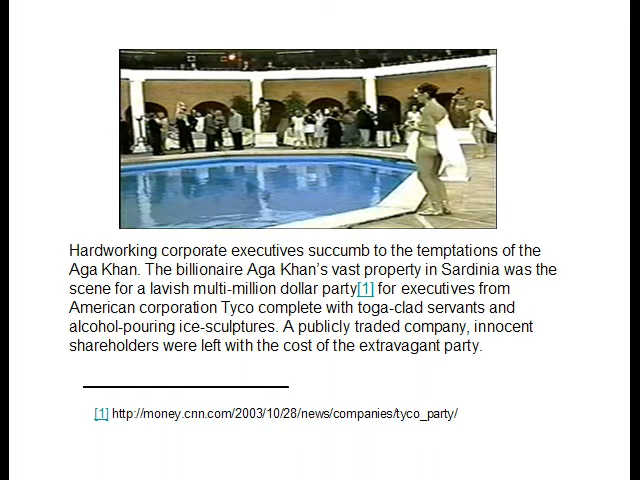 Hardworking corporate executives succumb to the temptations of the
Aga Khan. The billionaire Aga Khan's vast property in Sardinia was the
scene for a lavish multi-million dollar party[1] for executives from
American corporation Tyco complete with toga-clad servants and
alcohol-pouring ice-sculptures. A publicly traded company, innocent
shareholders were left with the cost of the extravagant party.
[1] http://money.cnn.com/2003/10/28/news/companies/tyco_party/